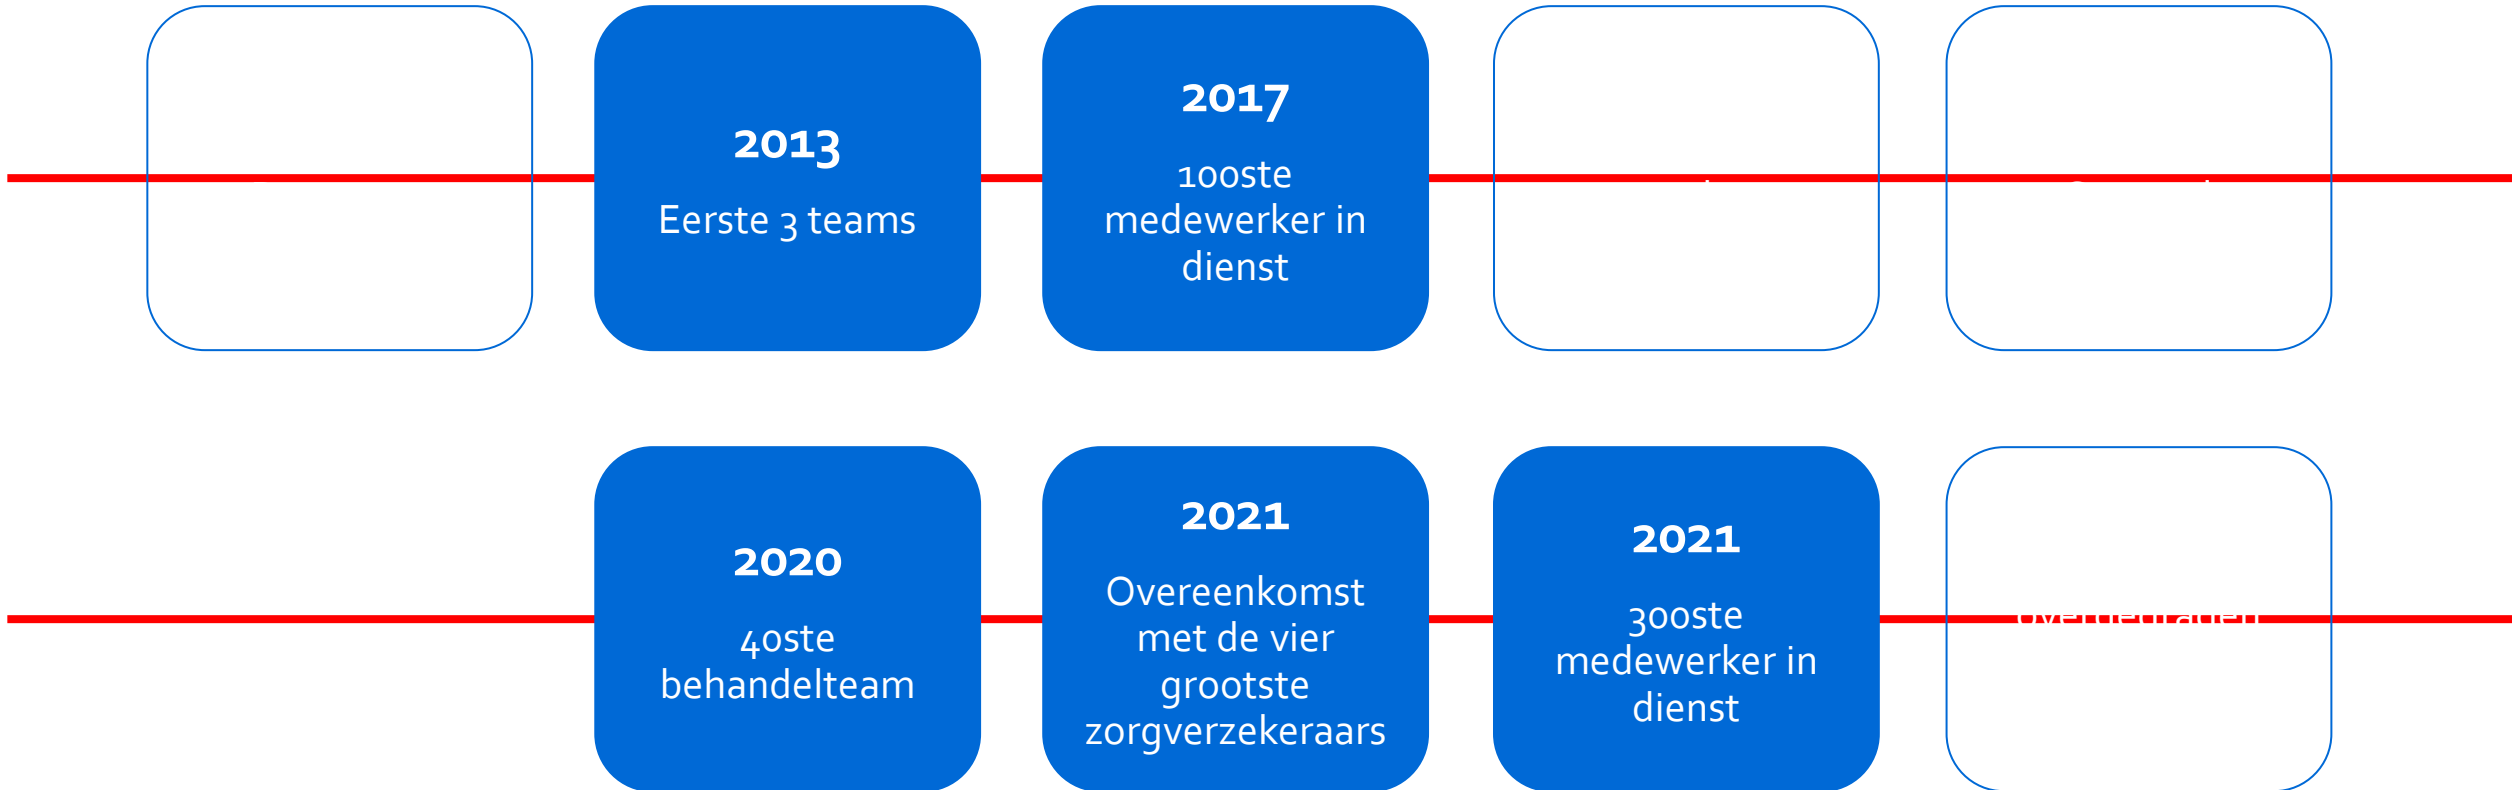 2013
Eerste 3 teams
2017
100ste
medewerker in
dienst
2020
40ste
behandelteam
2021
Overeenkomst
met de vier
grootste
zorgverzekeraars
2021
300ste
medewerker in
dienst